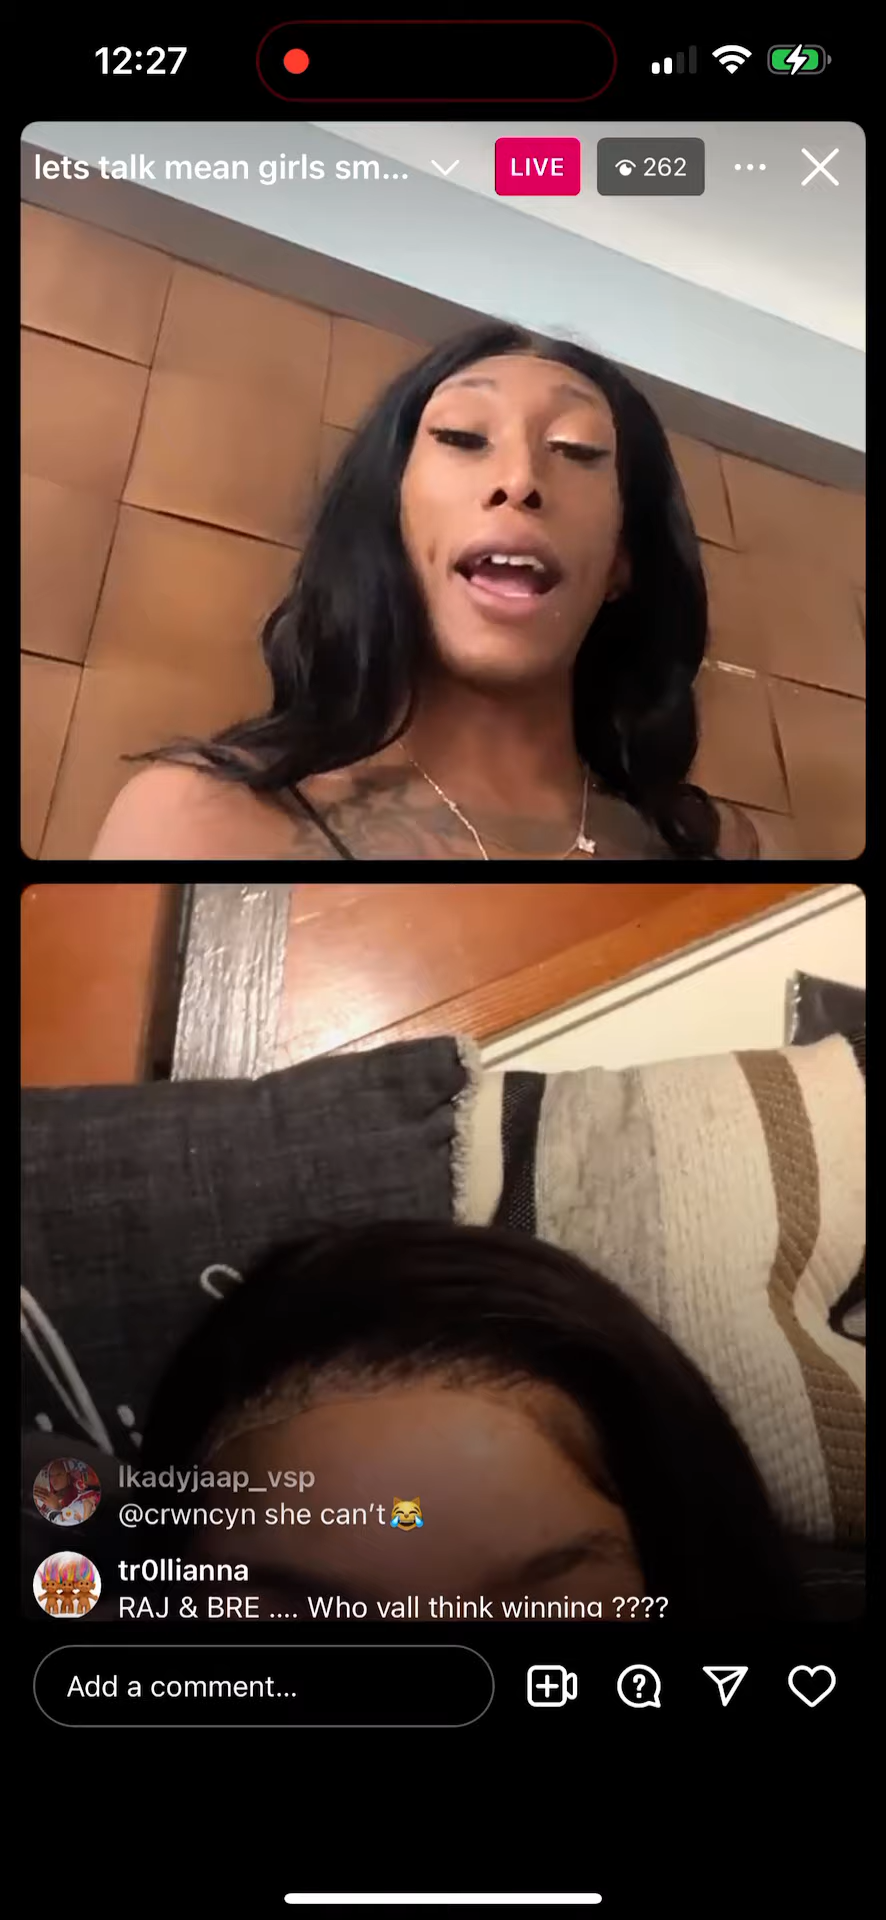 12:27
lets talk mean girls sm...
LIVE
262
lkadyjaap_vsp
@crwncyn she can't😹
tr0llianna
RAJ & BRE .... Who yall think winning ????
Add a comment...